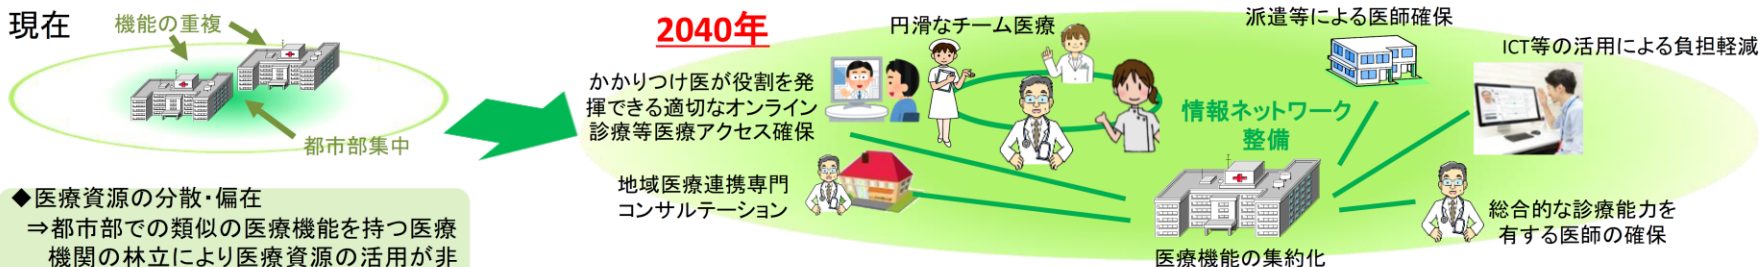 現在
機能の重複
都市部集中
◆医療資源の分散・偏在
⇒都市部での類似の医療機能を持つ医療
機関の林立により医療資源の活用が非
2040年
円滑なチーム医療
派遣等による医師確保
ICT等の活用による負担軽減
かかりつけ医が役割を発
揮できる適切なオンライン
診療等医療アクセス確保
情報ネットワーク
整備
地域医療連携専門
コンサルテーション
総合的な診療能力を
有する医師の確保
医療機能の集約化